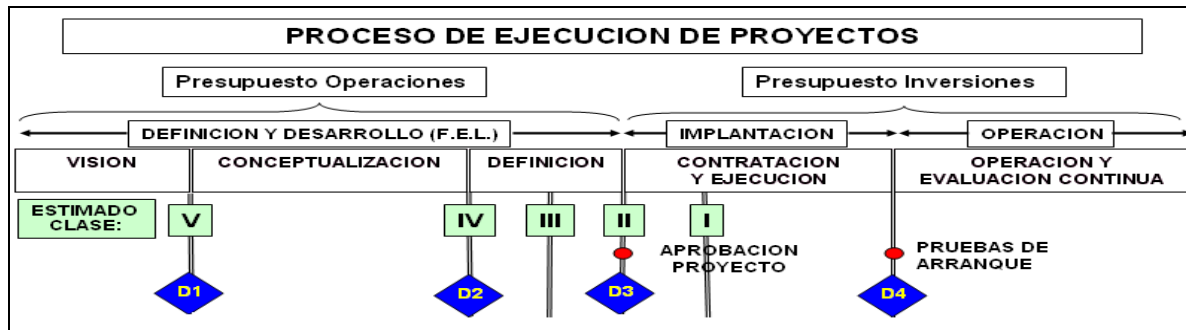 PROCESO DE EJECUCION DE PROYECTOS
Presupuesto Operaciones
Presupuesto Inversiones
DEFINICION Y DESARROLLO (F.E.L.)
IMPLANTACION
OPERACION
VISION
CONCEPTUALIZACION
DEFINICION
CONTRATACION
Y EJECUCION
OPERACION Y
EVALUACION CONTINUA
ESTIMADO
CLASE:
V
IV
III
II
I
APROBACION
PROYECTO
PRUEBAS DE
ARRANQUE
D1
D2
D3
D4